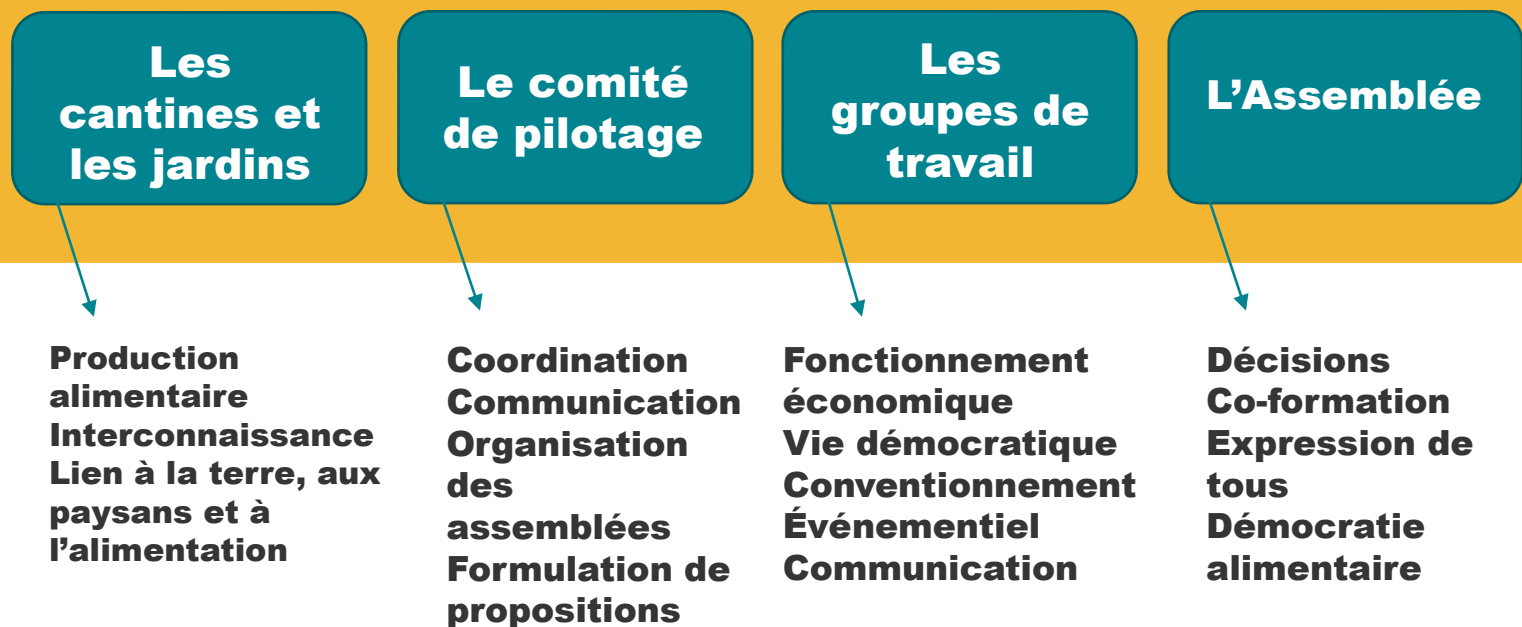 Les
cantines et
les jardins
Le comité
de pilotage
Les
groupes de
travail
L’Assemblée
Production
alimentaire
Interconnaissance
Lien à la terre, aux
paysans et à
l’alimentation
Coordination
Communication
Organisation
des
assemblées
Formulation de
propositions
Fonctionnement
économique
Vie démocratique
Conventionnement
Événementiel
Communication
Décisions
Co-formation
Expression de
tous
Démocratie
alimentaire